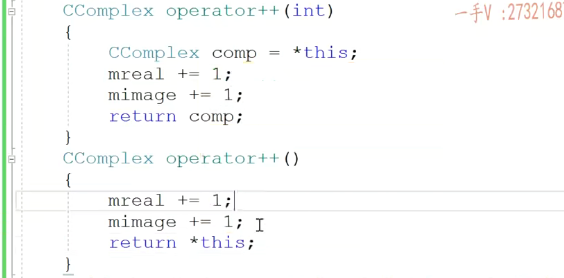 CComplex operator++(int)
一手V :2732168
{
CComplex comp = *this;
mreal += 1;
mimage += 1;
return comp;
}
CComplex operator++()
{
mreal += 1;
mimage += 1;
return *this;
}